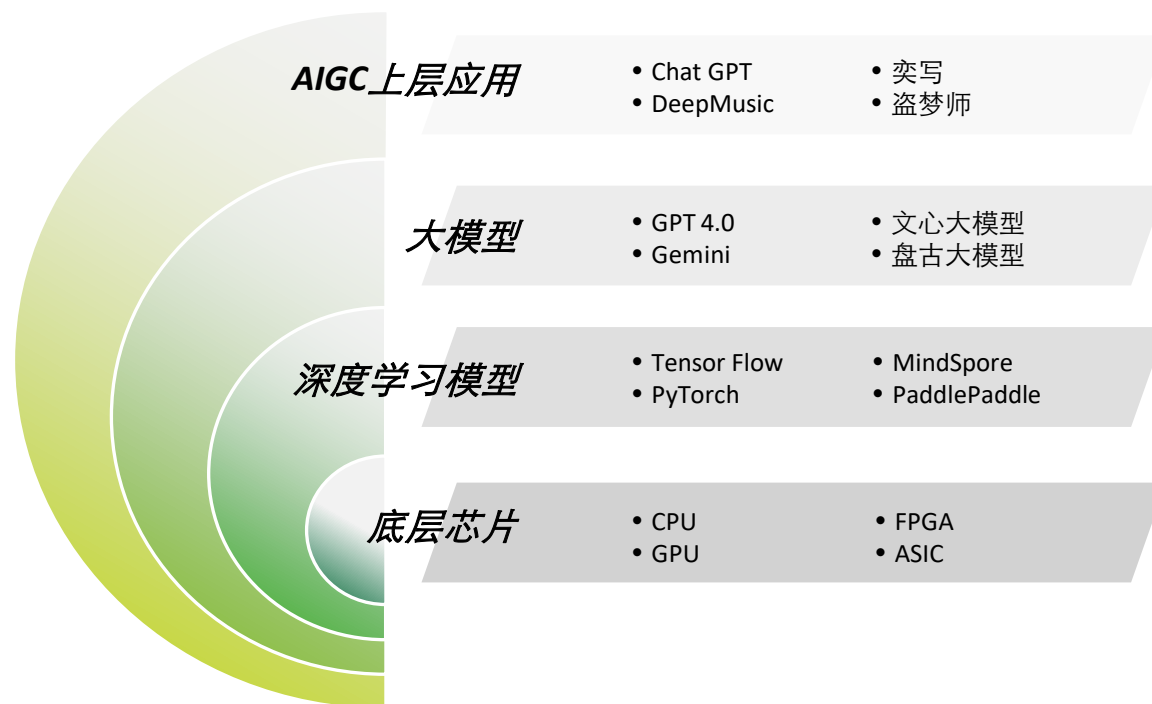 AIGC上层应用
• Chat GPT
• DeepMusic
• 奕写
• 盗梦师
大模型
• GPT 4.0
• Gemini
• 文心大模型
• 盘古大模型
深度学习模型
• Tensor Flow
• PyTorch
• MindSpore
• PaddlePaddle
底层芯片
• CPU
• GPU
• FPGA
• ASIC